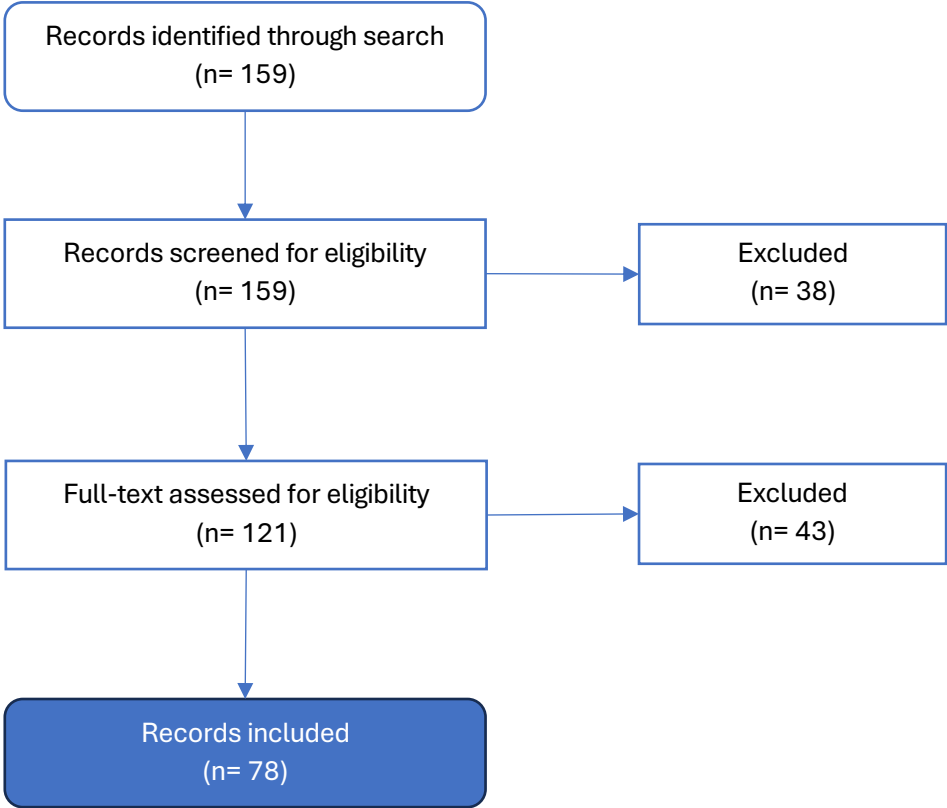 Records identified through search
(n= 159)
Records screened for eligibility
(n= 159)
Excluded
(n= 38)
Full-text assessed for eligibility
(n= 121)
Excluded
(n= 43)
Records included
(n= 78)